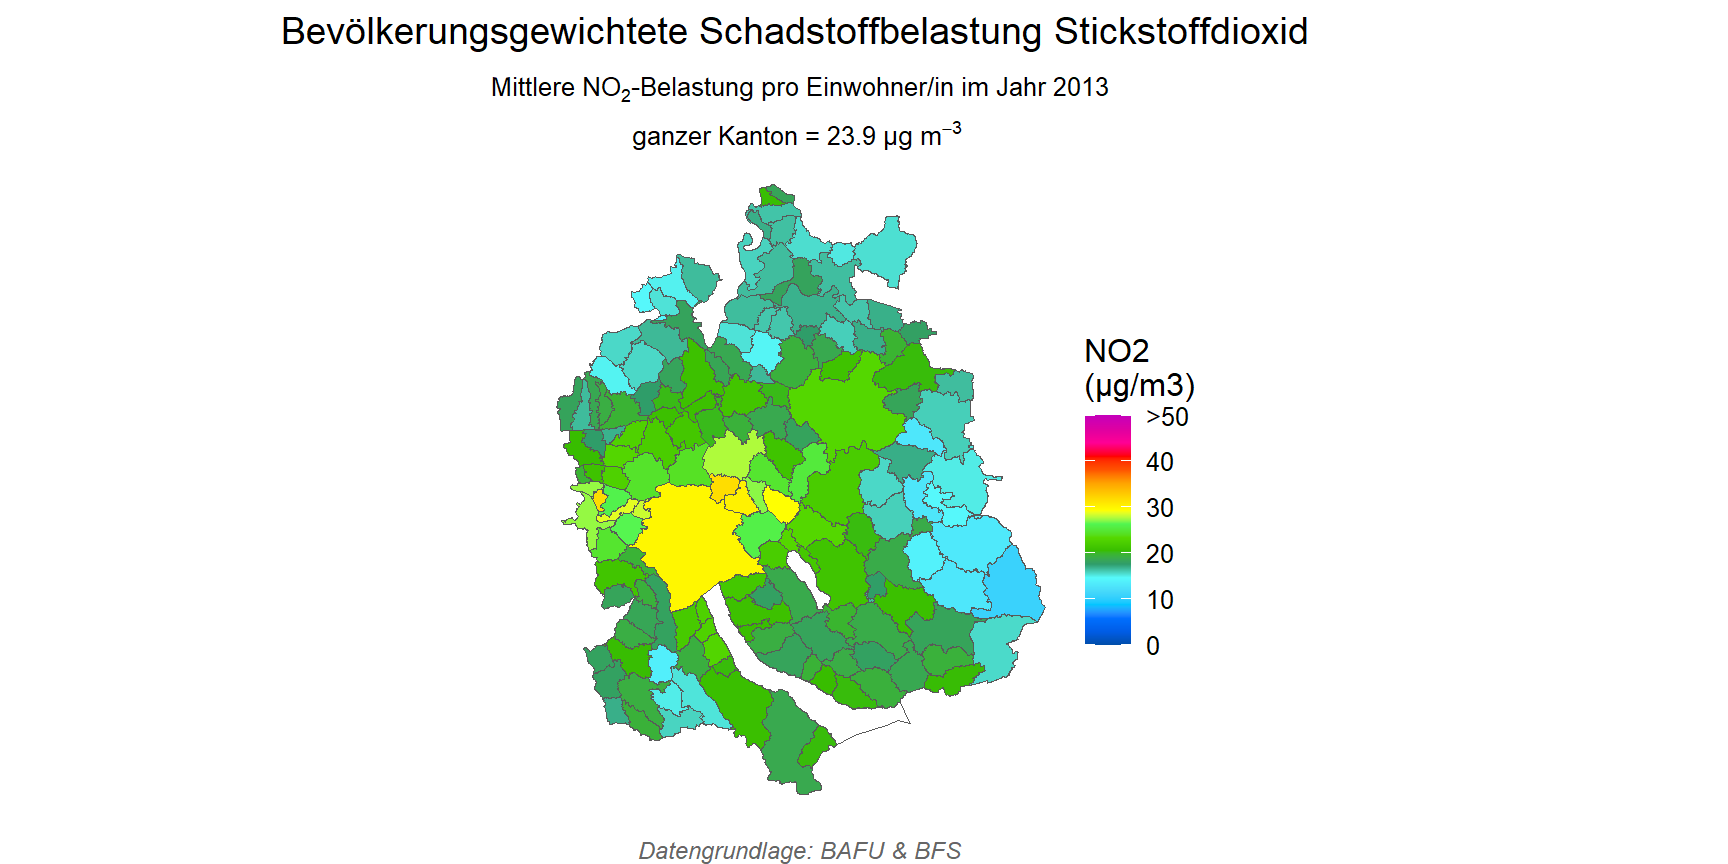 Bevölkerungsgewichtete Schadstoffbelastung Stickstoffdioxid
Mittlere NO₂-Belastung pro Einwohner/in im Jahr 2013
ganzer Kanton = 23.9 µg m⁻³
NO2
(µg/m3)
>50
40
30
20
10
0
Datengrundlage: BAFU & BFS